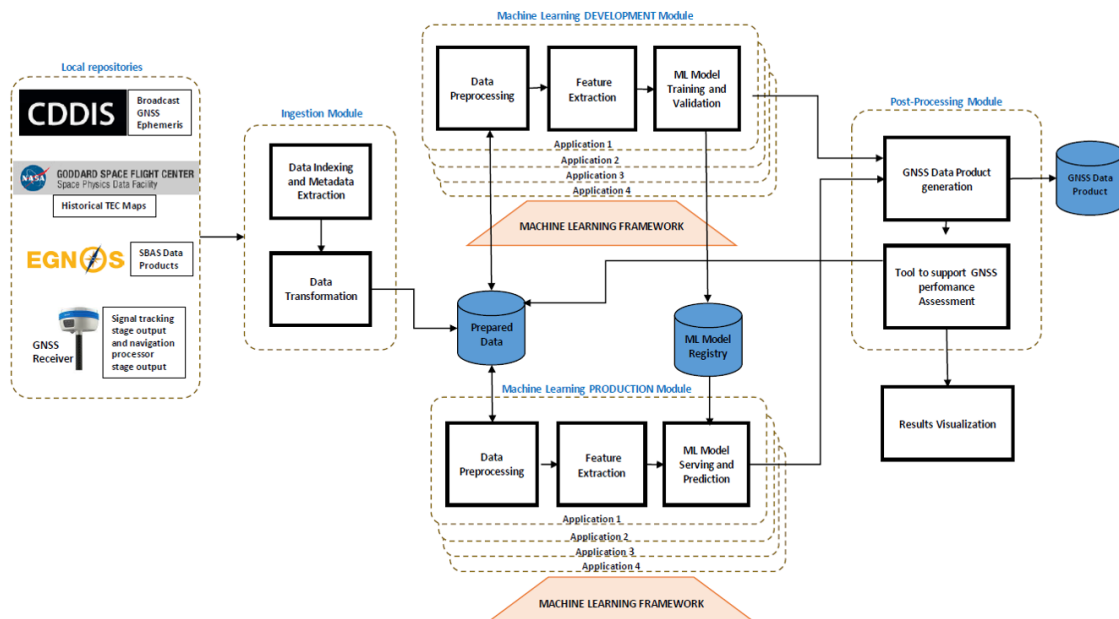 Local repositories
CDDIS
Broadcast
GNSS
Ephemeris
NASA
GODDARD SPACE FLIGHT CENTER
Space Physics Data Facility
Historical TEC Maps
EGNOS
SBAS Data
Products
GNSS
Receiver
Signal tracking
stage output
and navigation
processor
stage output
Ingestion Module
Data Indexing
and Metadata
Extraction
Data
Transformation
Machine Learning DEVELOPMENT Module
Data
Preprocessing
Feature
Extraction
ML Model
Training and
Validation
Application 1
Application 2
Application 3
Application 4
MACHINE LEARNING FRAMEWORK
Prepared
Data
ML Model
Registry
Machine Learning PRODUCTION Module
Data
Preprocessing
Feature
Extraction
ML Model
Serving and
Prediction
Application 1
Application 2
Application 3
Application 4
MACHINE LEARNING FRAMEWORK
Post-Processing Module
GNSS Data Product
generation
GNSS Data
Product
Tool to support GNSS
perfomance
Assessment
Results Visualization